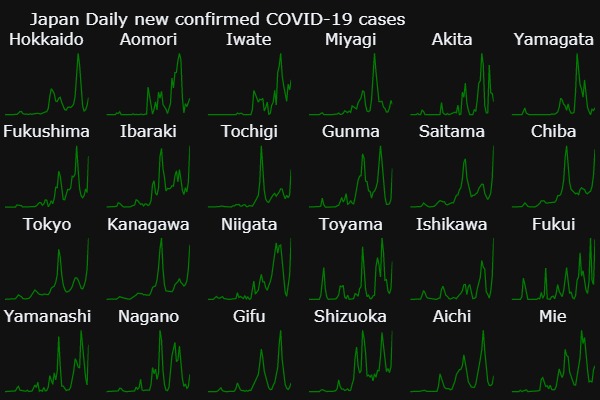 Japan Daily new confirmed COVID-19 cases
Hokkaido Aomori Iwate Miyagi Akita Yamagata
Fukushima Ibaraki Tochigi Gunma Saitama Chiba
Tokyo Kanagawa Niigata Toyama Ishikawa Fukui
Yamanashi Nagano Gifu Shizuoka Aichi Mie